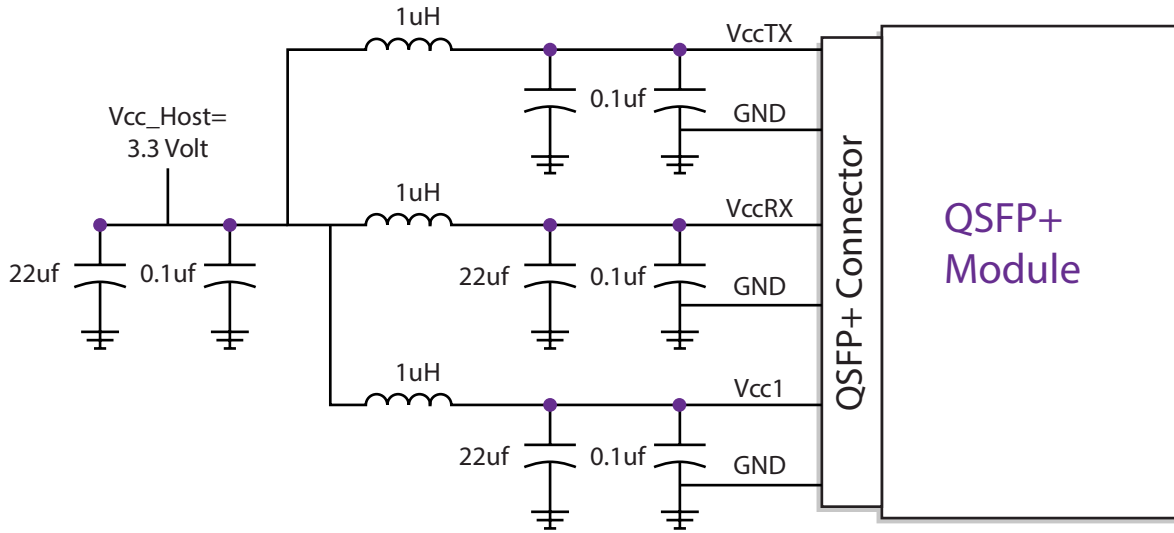 1uH
VccTX
0.1uf
GND
Vcc_Host=
3.3 Volt
1uH
VccRX
22uf
0.1uf
22uf
0.1uf
GND
1uH
Vcc1
22uf
0.1uf
GND
QSFP+ Connector
QSFP+
Module